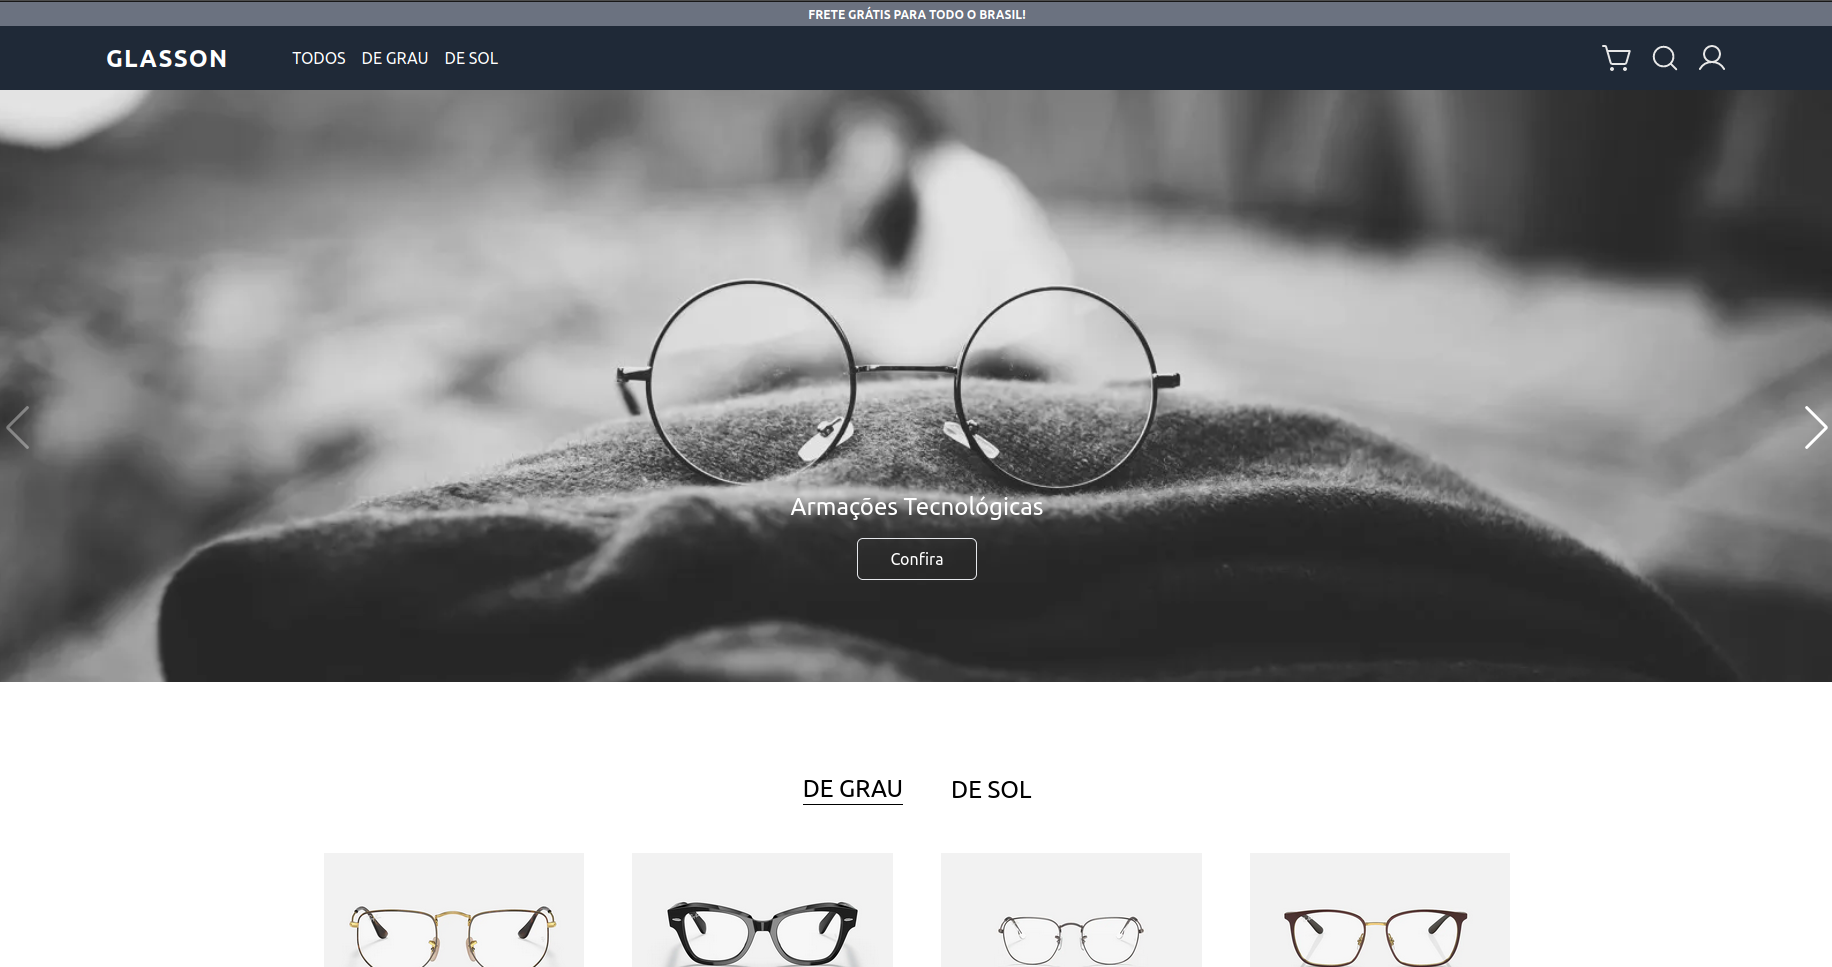 FRETE GRÁTIS PARA TODO O BRASIL!
GLASSON
TODOS DE GRAU DE SOL
Armações Tecnológicas
Confira
DE GRAU DE SOL